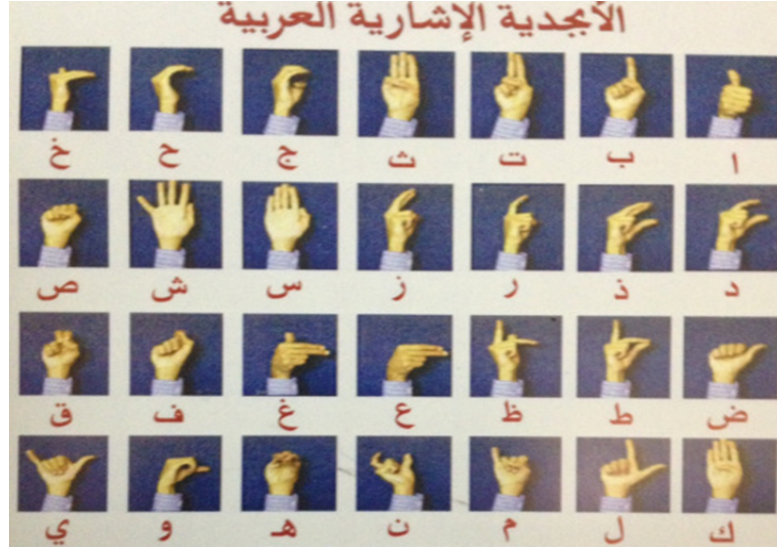 الأبجدية الإشارية العربية
ا ب ت ث ج ح خ
د ذ ر ز س ش ص
ض ط ظ ع غ ف ق
ك ل م ن هـ و ي